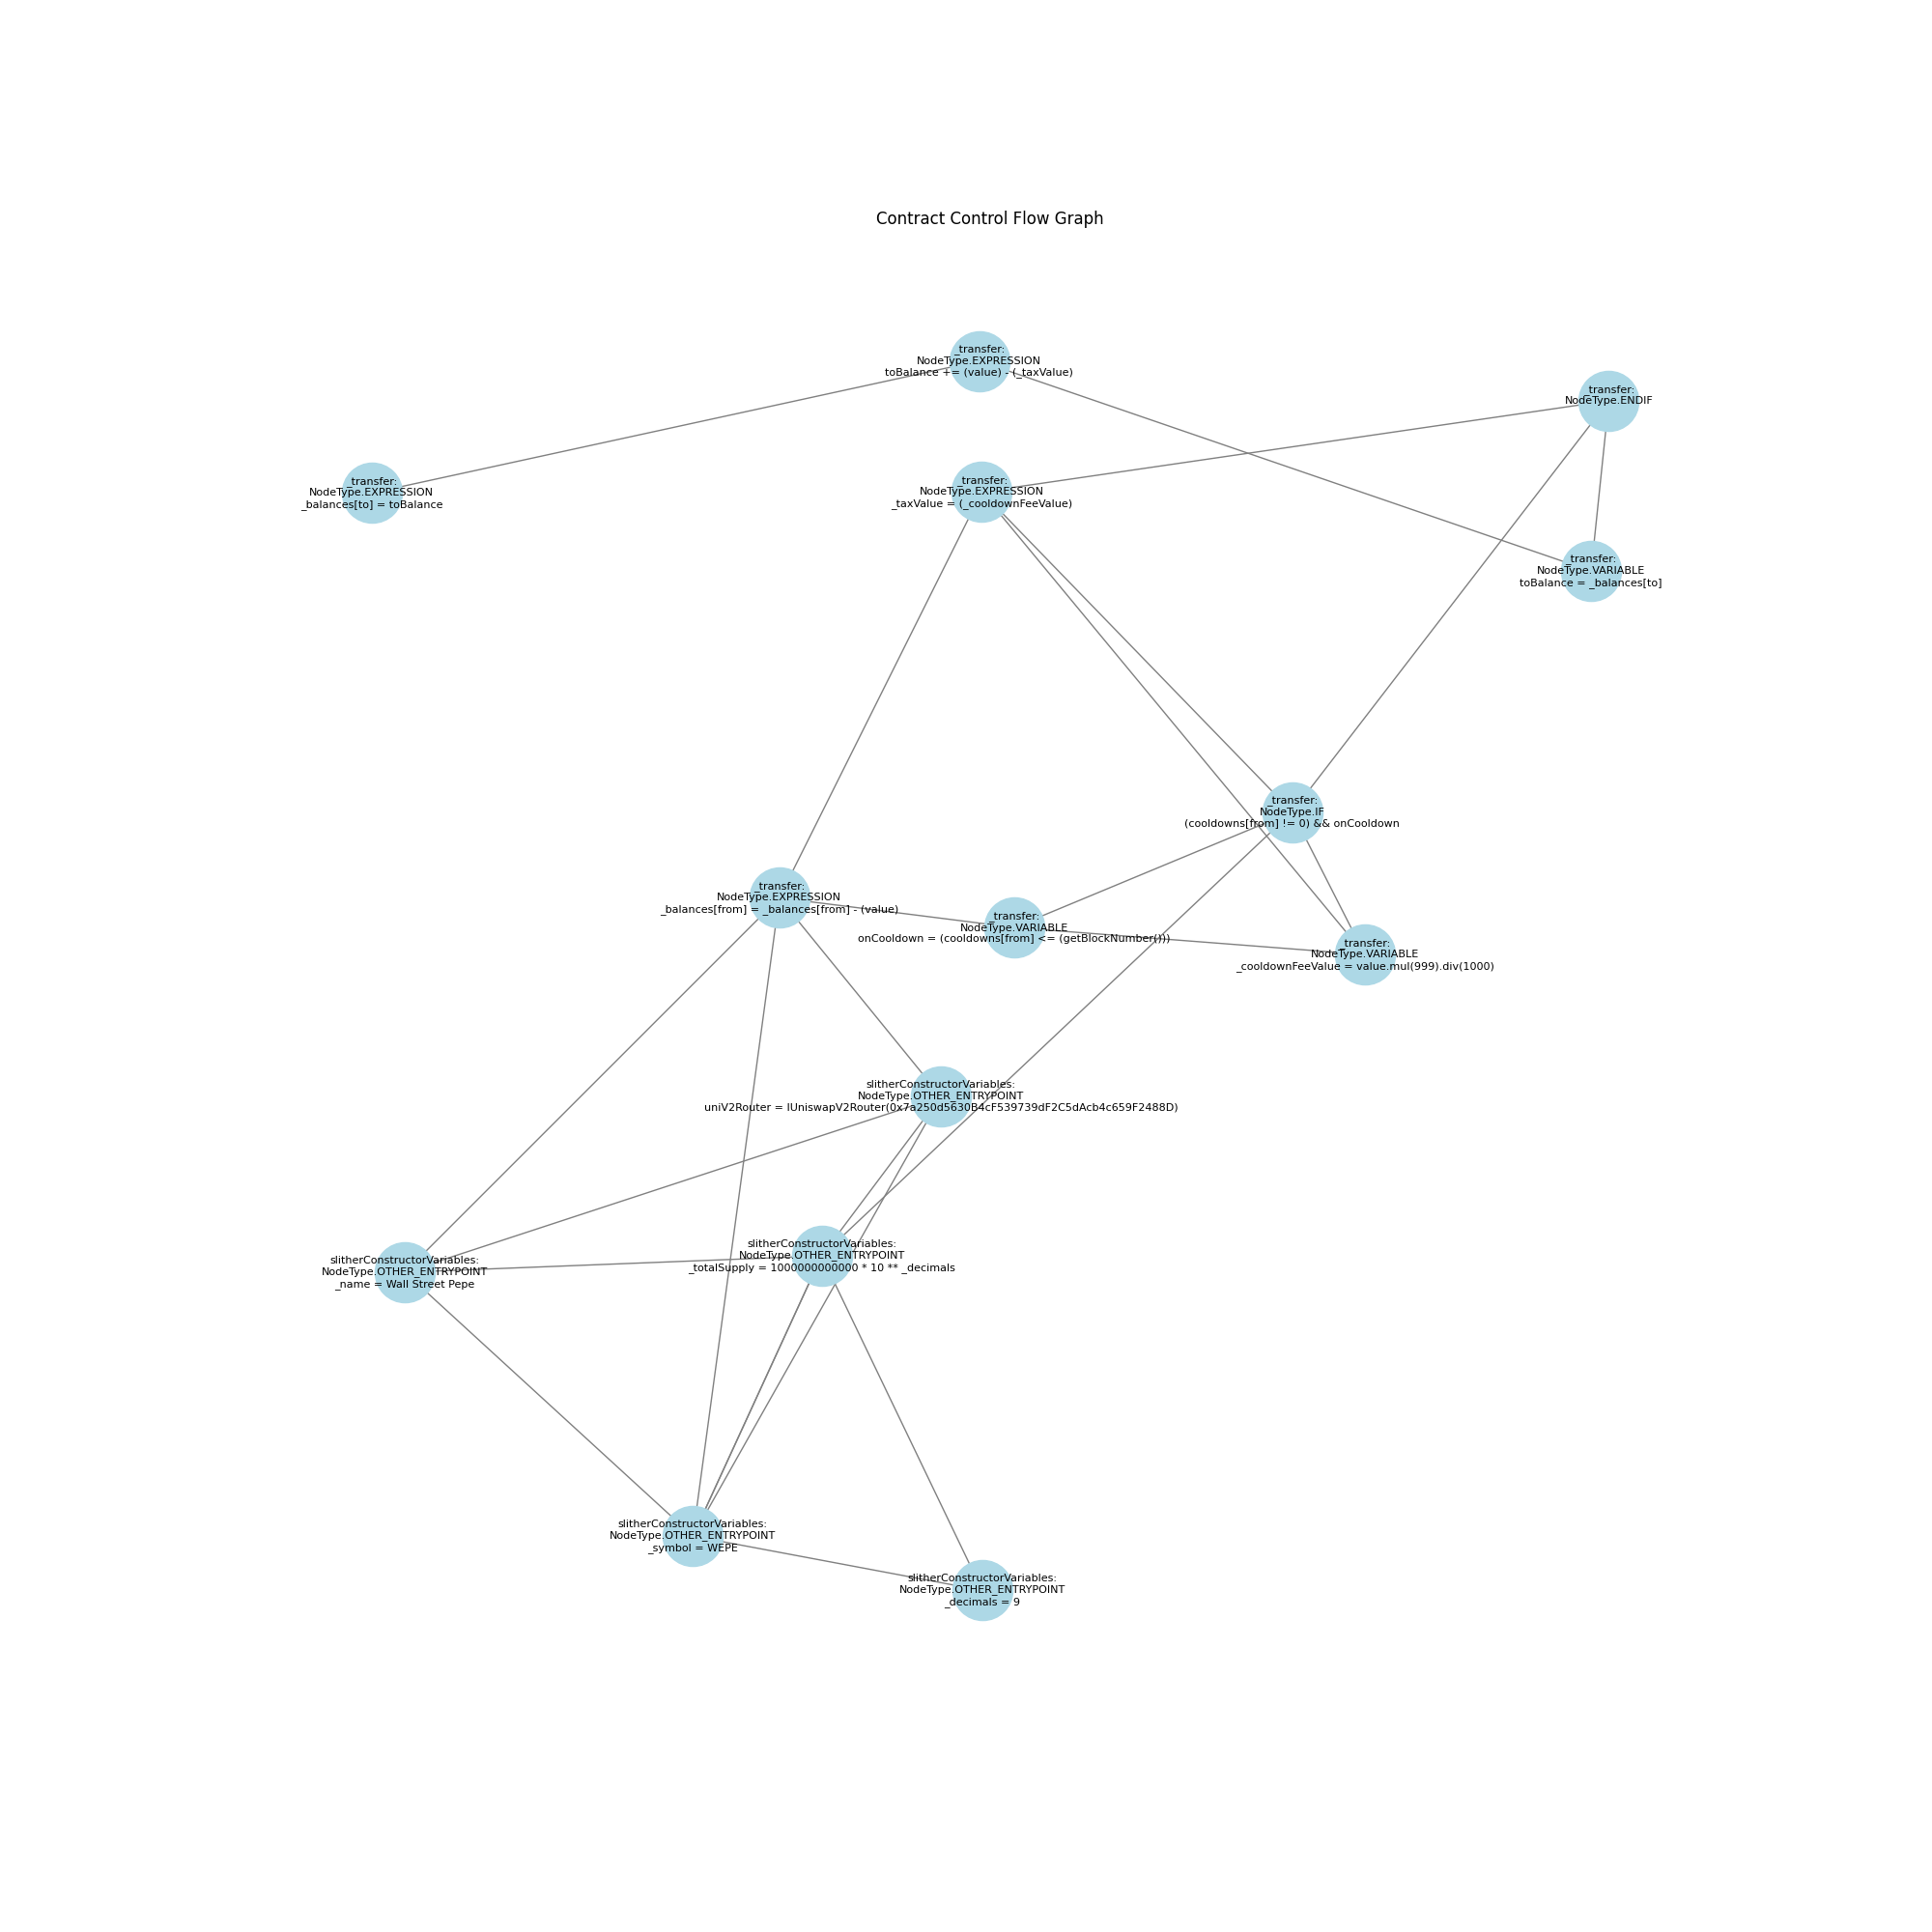 Contract Control Flow Graph
_transfer:
NodeType.EXPRESSION
toBalance += (value) - (_taxValue)
_transfer:
NodeType.ENDIF
_transfer:
NodeType.EXPRESSION
_balances[to] = toBalance
_transfer:
NodeType.EXPRESSION
_taxValue = (_cooldownFeeValue)
_transfer:
NodeType.VARIABLE
toBalance = _balances[to]
_transfer:
NodeType.IF
(cooldowns[from] != 0) && onCooldown
_transfer:
NodeType.EXPRESSION
_balances[from] = _balances[from] - (value)
_transfer:
NodeType.VARIABLE
onCooldown = (cooldowns[from] <= (getBlockNumber()))
_transfer:
NodeType.VARIABLE
_cooldownFeeValue = value.mul(999).div(1000)
slitherConstructorVariables:
NodeType.OTHER_ENTRYPOINT
uniV2Router = IUniswapV2Router(0x7a250d5630B4cF539739dF2C5dAcb4c659F2488D)
slitherConstructorVariables:
NodeType.OTHER_ENTRYPOINT
_totalSupply = 1000000000000 * 10 ** _decimals
slitherConstructorVariables:
NodeType.OTHER_ENTRYPOINT
_name = Wall Street Pepe
slitherConstructorVariables:
NodeType.OTHER_ENTRYPOINT
_symbol = WEPE
slitherConstructorVariables:
NodeType.OTHER_ENTRYPOINT
_decimals = 9